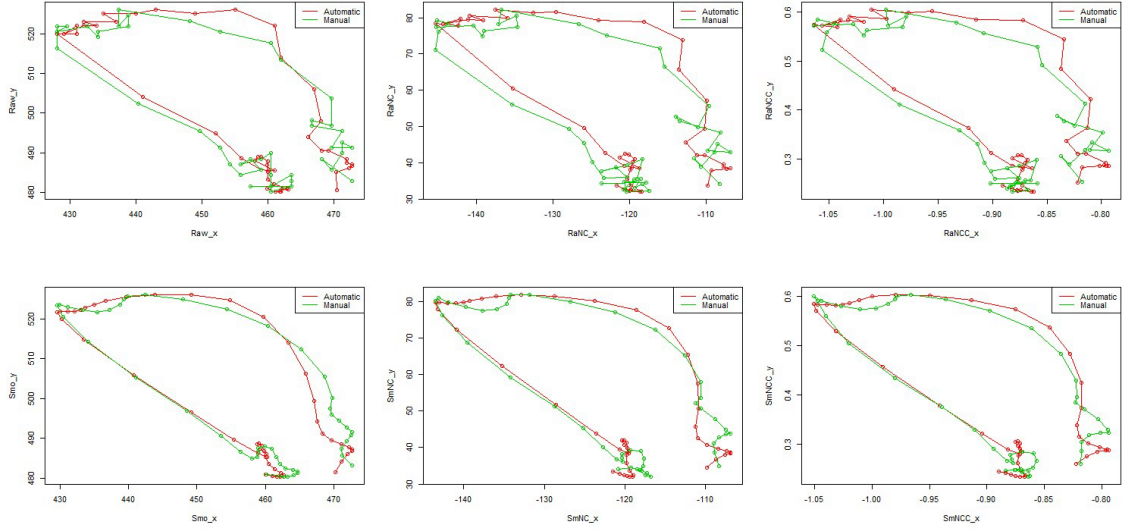 Automatic
Manual
Raw_y
480 490 500 510 520
430 440 450 460 470
Raw_x
Automatic
Manual
RaNC_y
30 40 50 60 70 80
-140 -130 -120 -110
RaNC_x
Automatic
Manual
RaNCC_y
0.3 0.4 0.5 0.6
-1.05 -1.00 -0.95 -0.90 -0.85 -0.80
RaNCC_x
Automatic
Manual
Smo_y
480 490 500 510 520
430 440 450 460 470
Smo_x
Automatic
Manual
SmNC_y
30 40 50 60 70 80
-140 -130 -120 -110
SmNC_x
Automatic
Manual
SmNCC_y
0.3 0.4 0.5 0.6
-1.05 -1.00 -0.95 -0.90 -0.85 -0.80
SmNCC_x